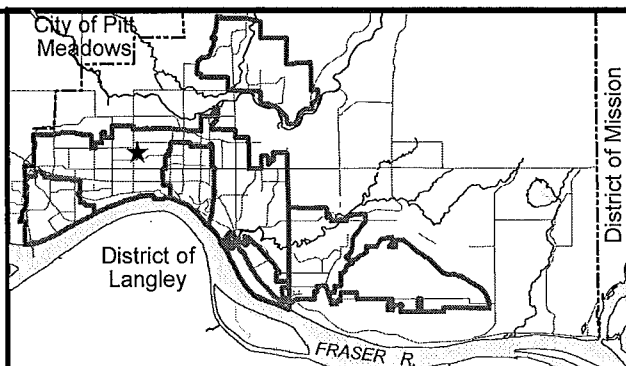 City of Pitt
Meadows
District of Mission
District of
Langley
FRASER R.